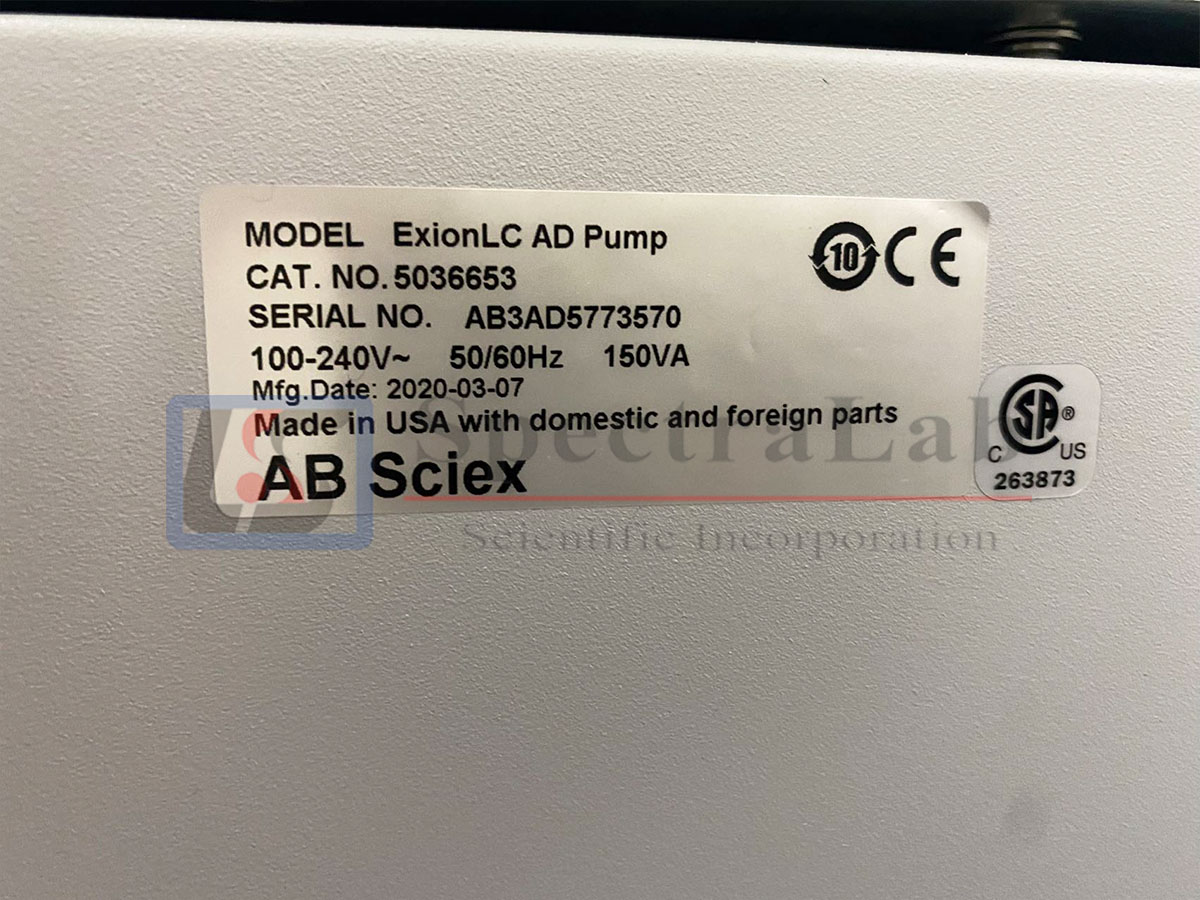 MODEL ExionLC AD Pump
CAT. NO. 5036653
SERIAL NO. AB3AD5773570
100-240V~ 50/60Hz 150VA
Mfg.Date: 2020-03-07
Made in USA with domestic and foreign parts
AB Sciex
10 CE
SA ®
C US
263873
SpectraLab
Scientific Incorporation